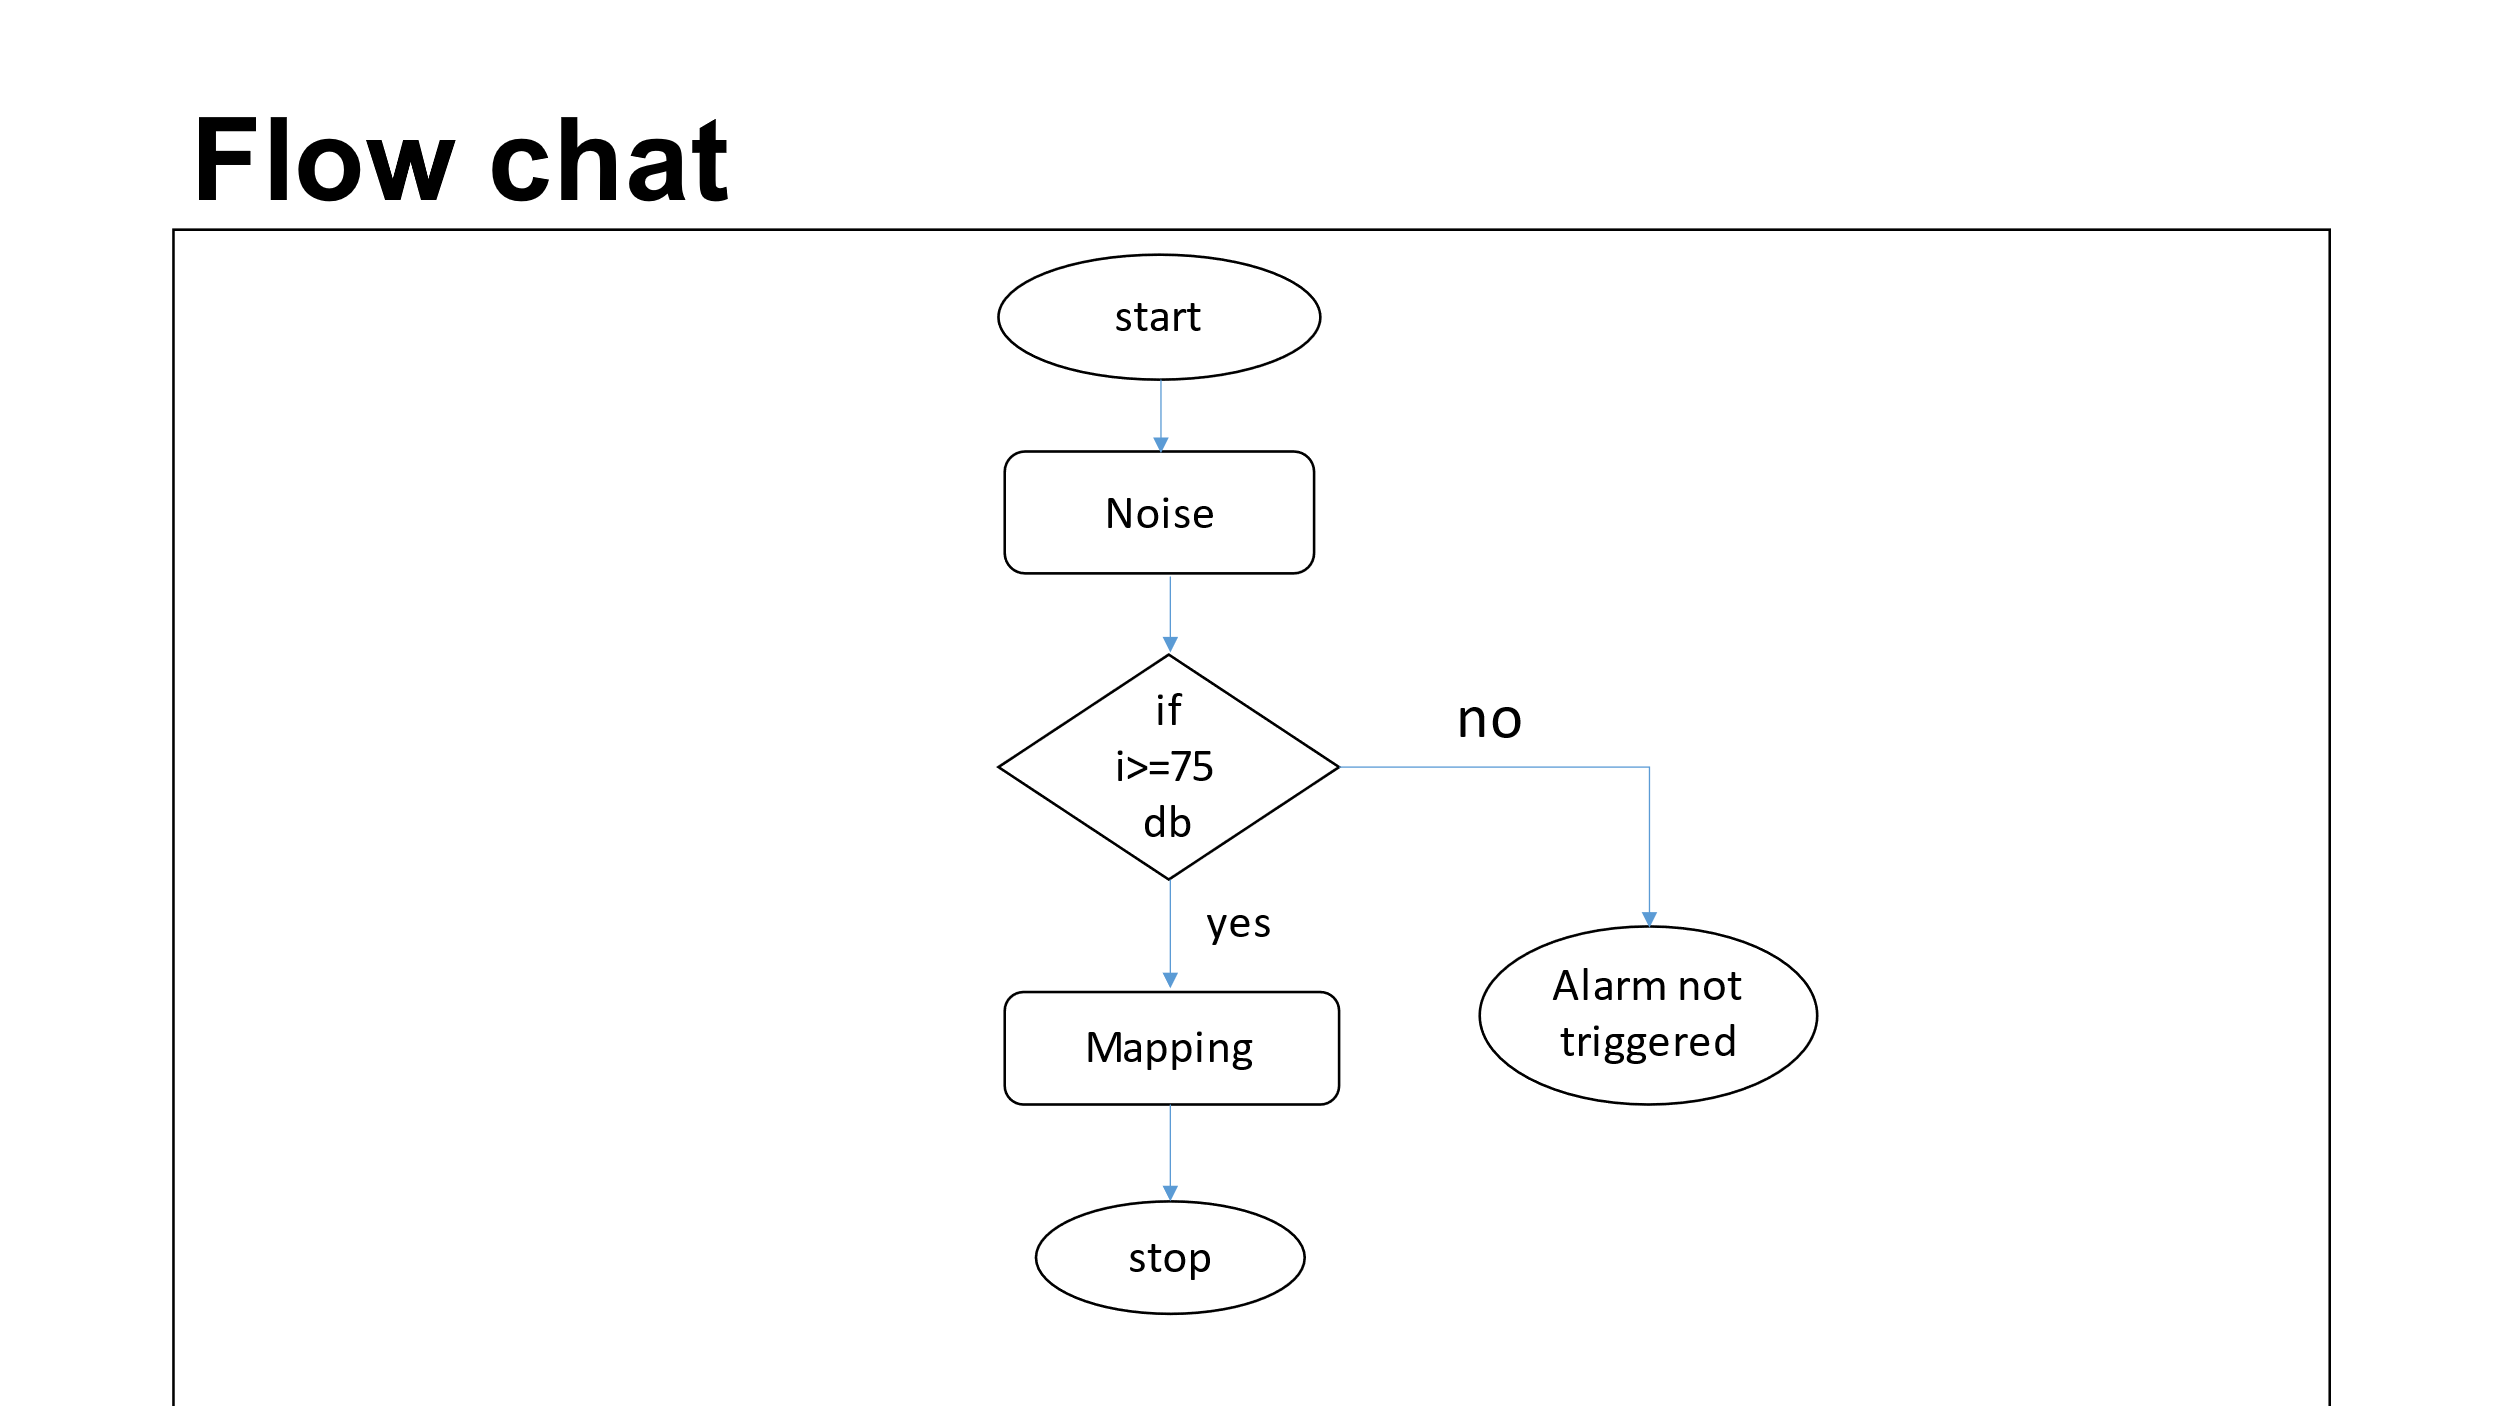 Flow chat
start
Noise
if
i>=75
db
no
yes
Alarm not
triggered
Mapping
stop